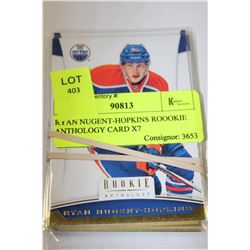 LOT
403
entory #:
90813
RYAN NUGENT-HOPKINS ROOOKIE
ANTHOLOGY CARD X7
Consignor: 3653
ROOKIE
ANTHOLOGY
RYAN NUGENT-HOPKINS